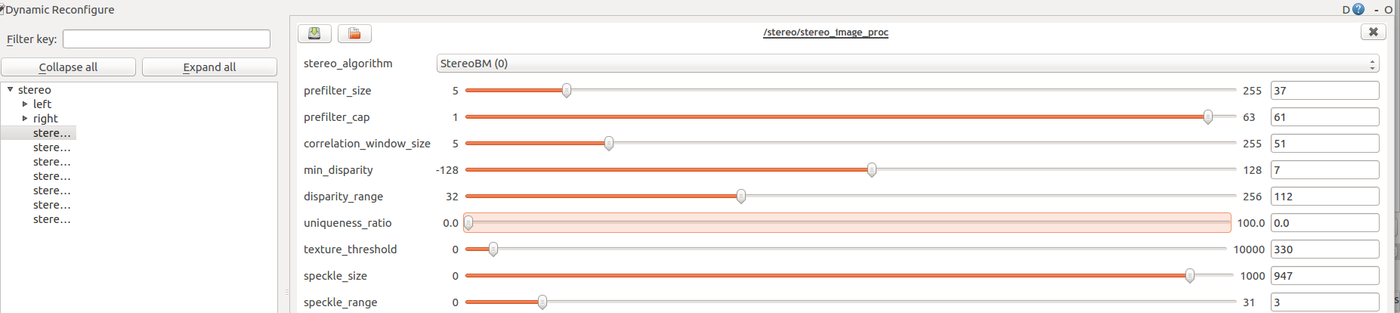 Dynamic Reconfigure
D ? - O
Filter key:
Collapse all Expand all
stereo
left
right
stere...
stere...
stere...
stere...
stere...
stere...
stere...
/stereo/stereo_image_proc
stereo_algorithm StereoBM (0)
prefilter_size 5 255 37
prefilter_cap 1 63 61
correlation_window_size 5 255 51
min_disparity -128 128 7
disparity_range 32 256 112
uniqueness_ratio 0.0 100.0 0.0
texture_threshold 0 10000 330
speckle_size 0 1000 947
speckle_range 0 31 3